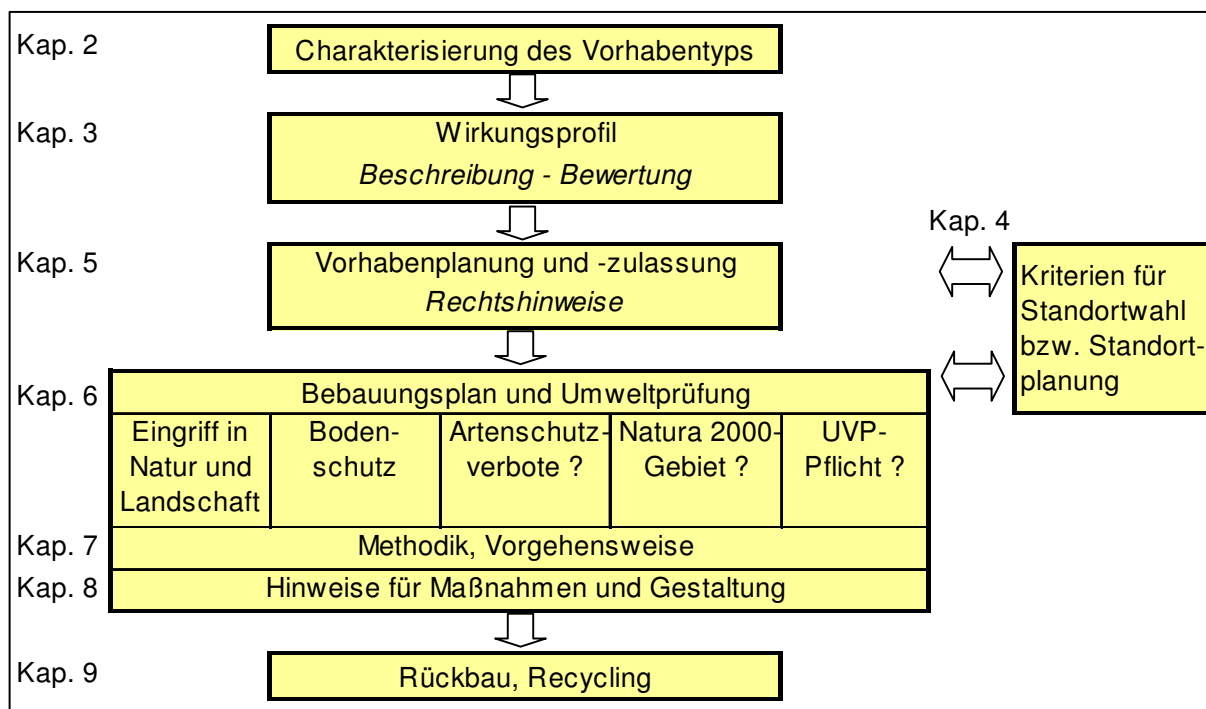 Kap. 2
Charakterisierung des Vorhabentyps
Kap. 3
Wirkungsprofil
Beschreibung - Bewertung
Kap. 4
Kriterien für
Standortwahl
bzw. Standort-
planung
Kap. 5
Vorhabenplanung und -zulassung
Rechtshinweise
Kap. 6
Bebauungsplan und Umweltprüfung
Eingriff in
Natur und
Landschaft
Boden-
schutz
Artenschutz-
verbote ?
Natura 2000-
Gebiet ?
UVP-
Pflicht ?
Kap. 7
Methodik, Vorgehensweise
Kap. 8
Hinweise für Maßnahmen und Gestaltung
Kap. 9
Rückbau, Recycling